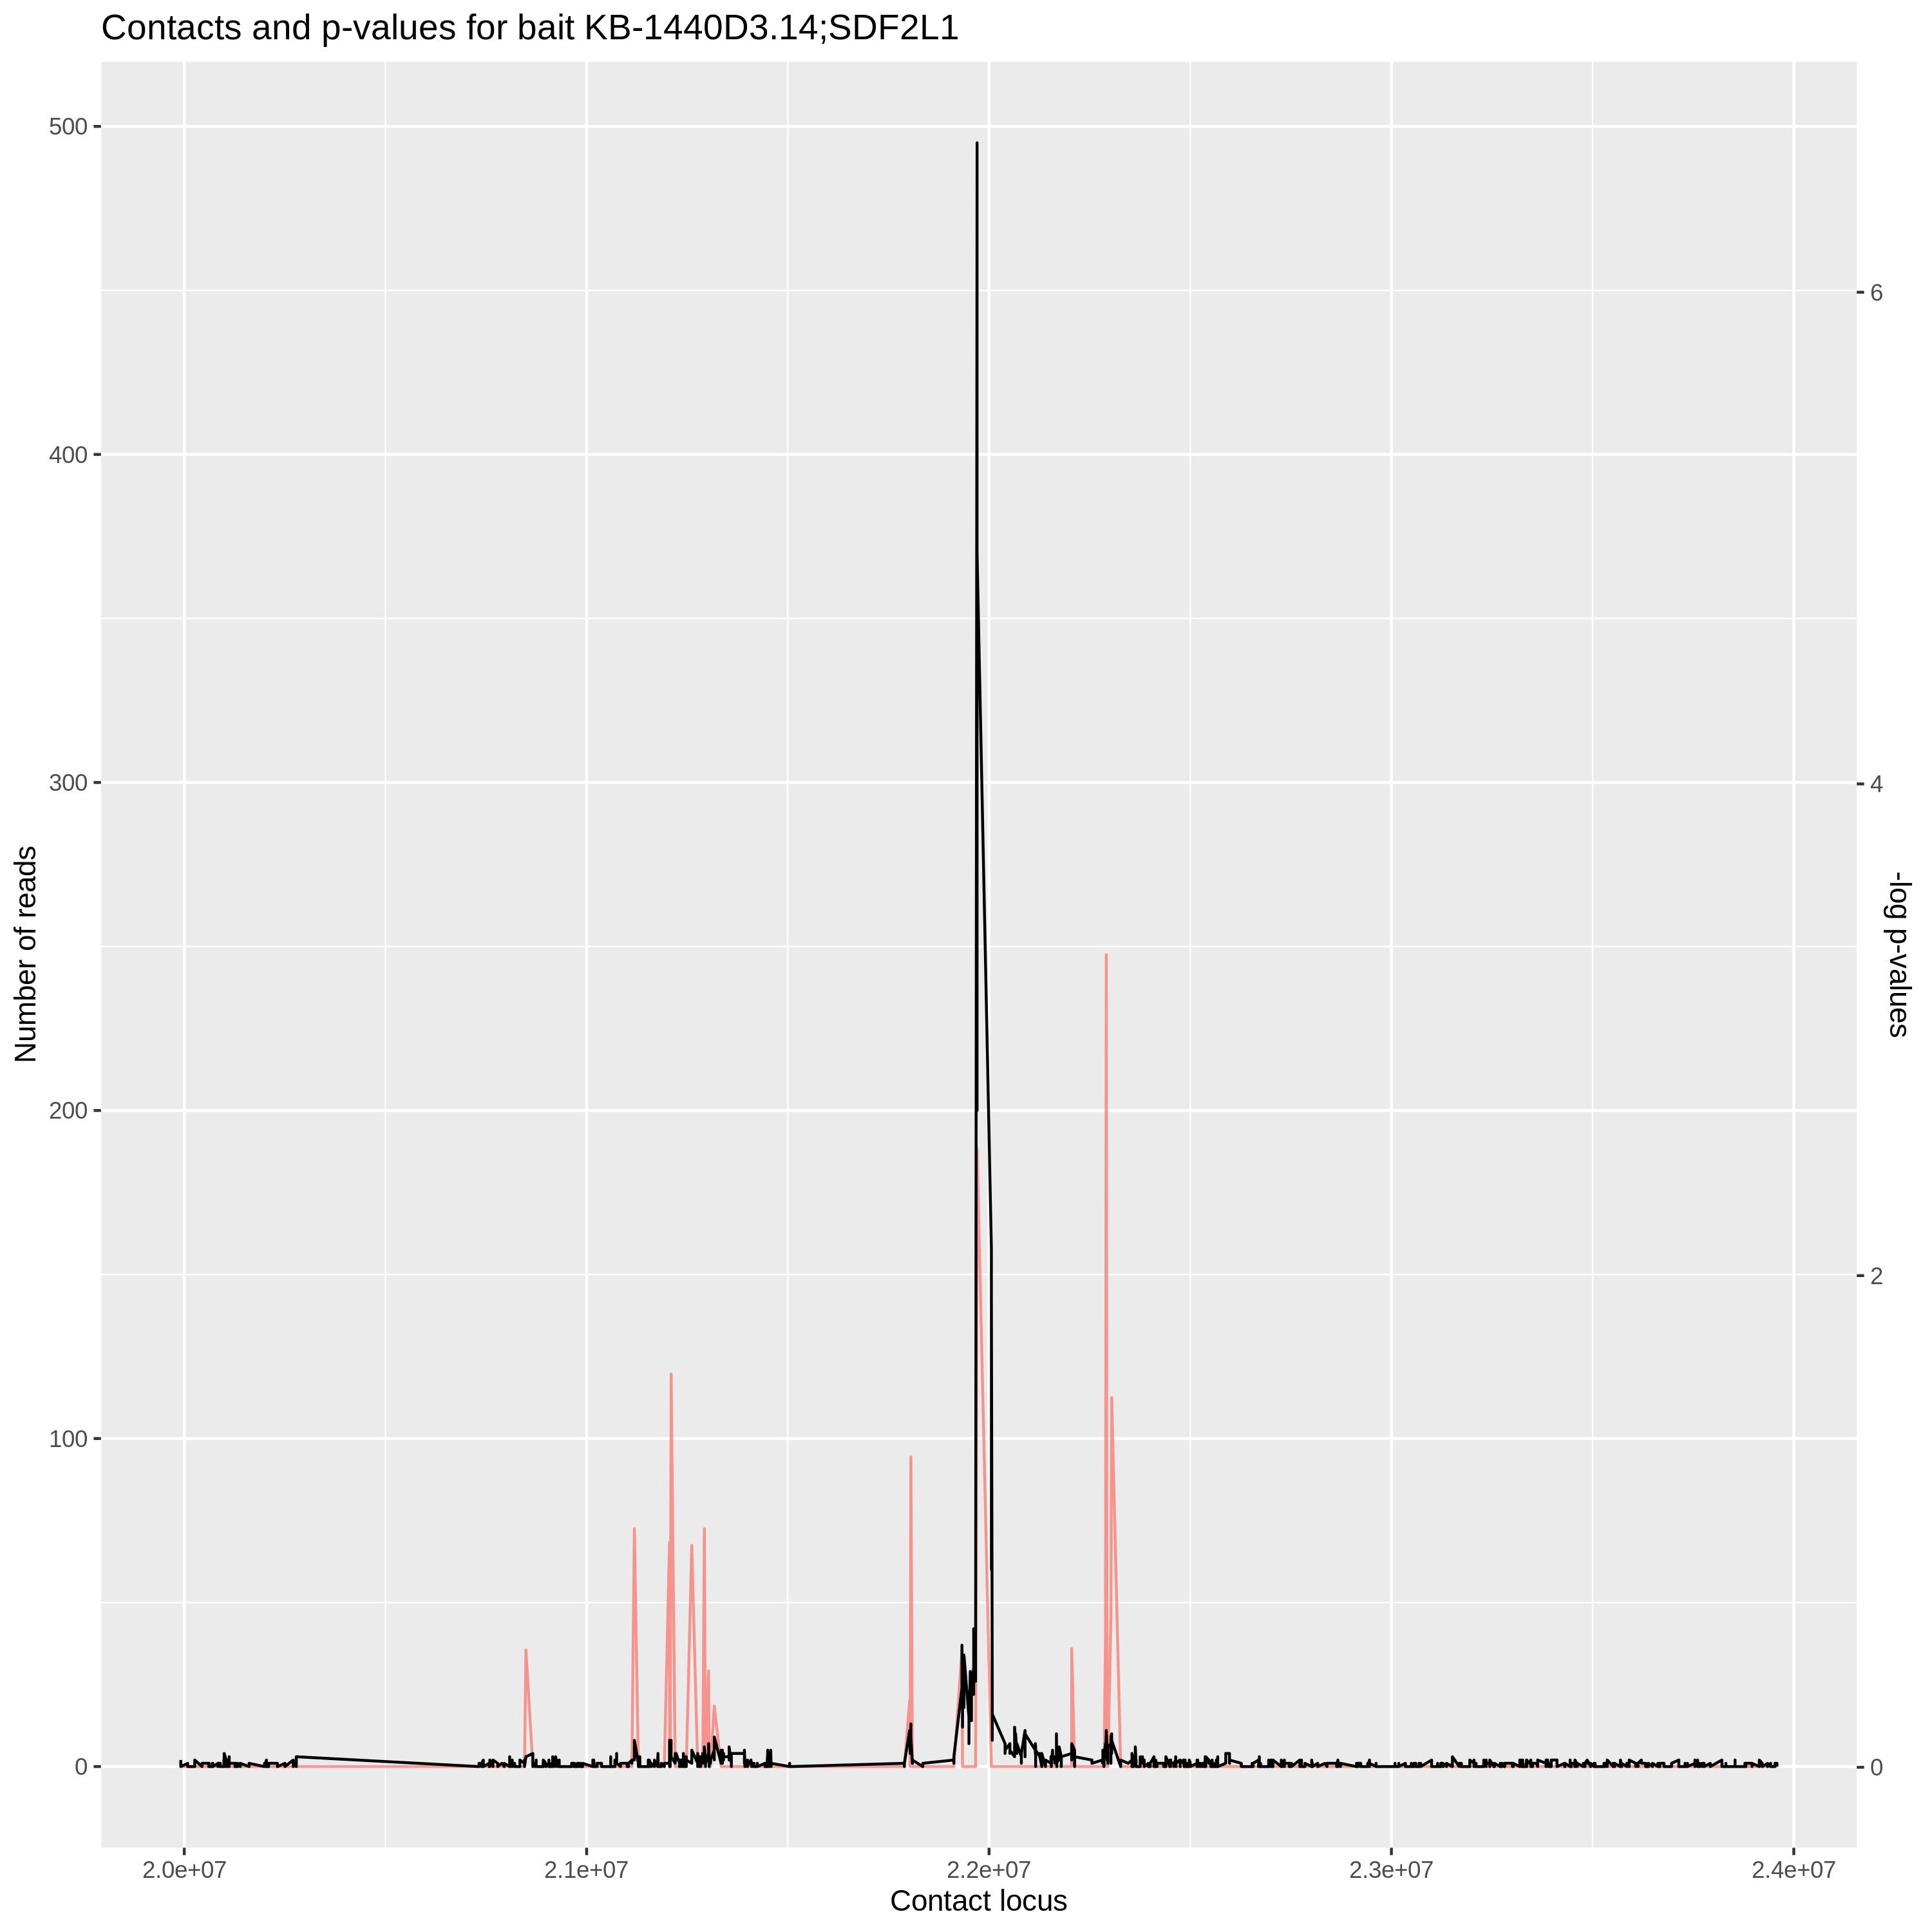 Contacts and p-values for bait KB-1440D3.14;SDF2L1
500
400
300
200
100
0
Number of reads
6
4
2
0
-log p-values
2.0e+07
2.1e+07
2.2e+07
2.3e+07
2.4e+07
Contact locus